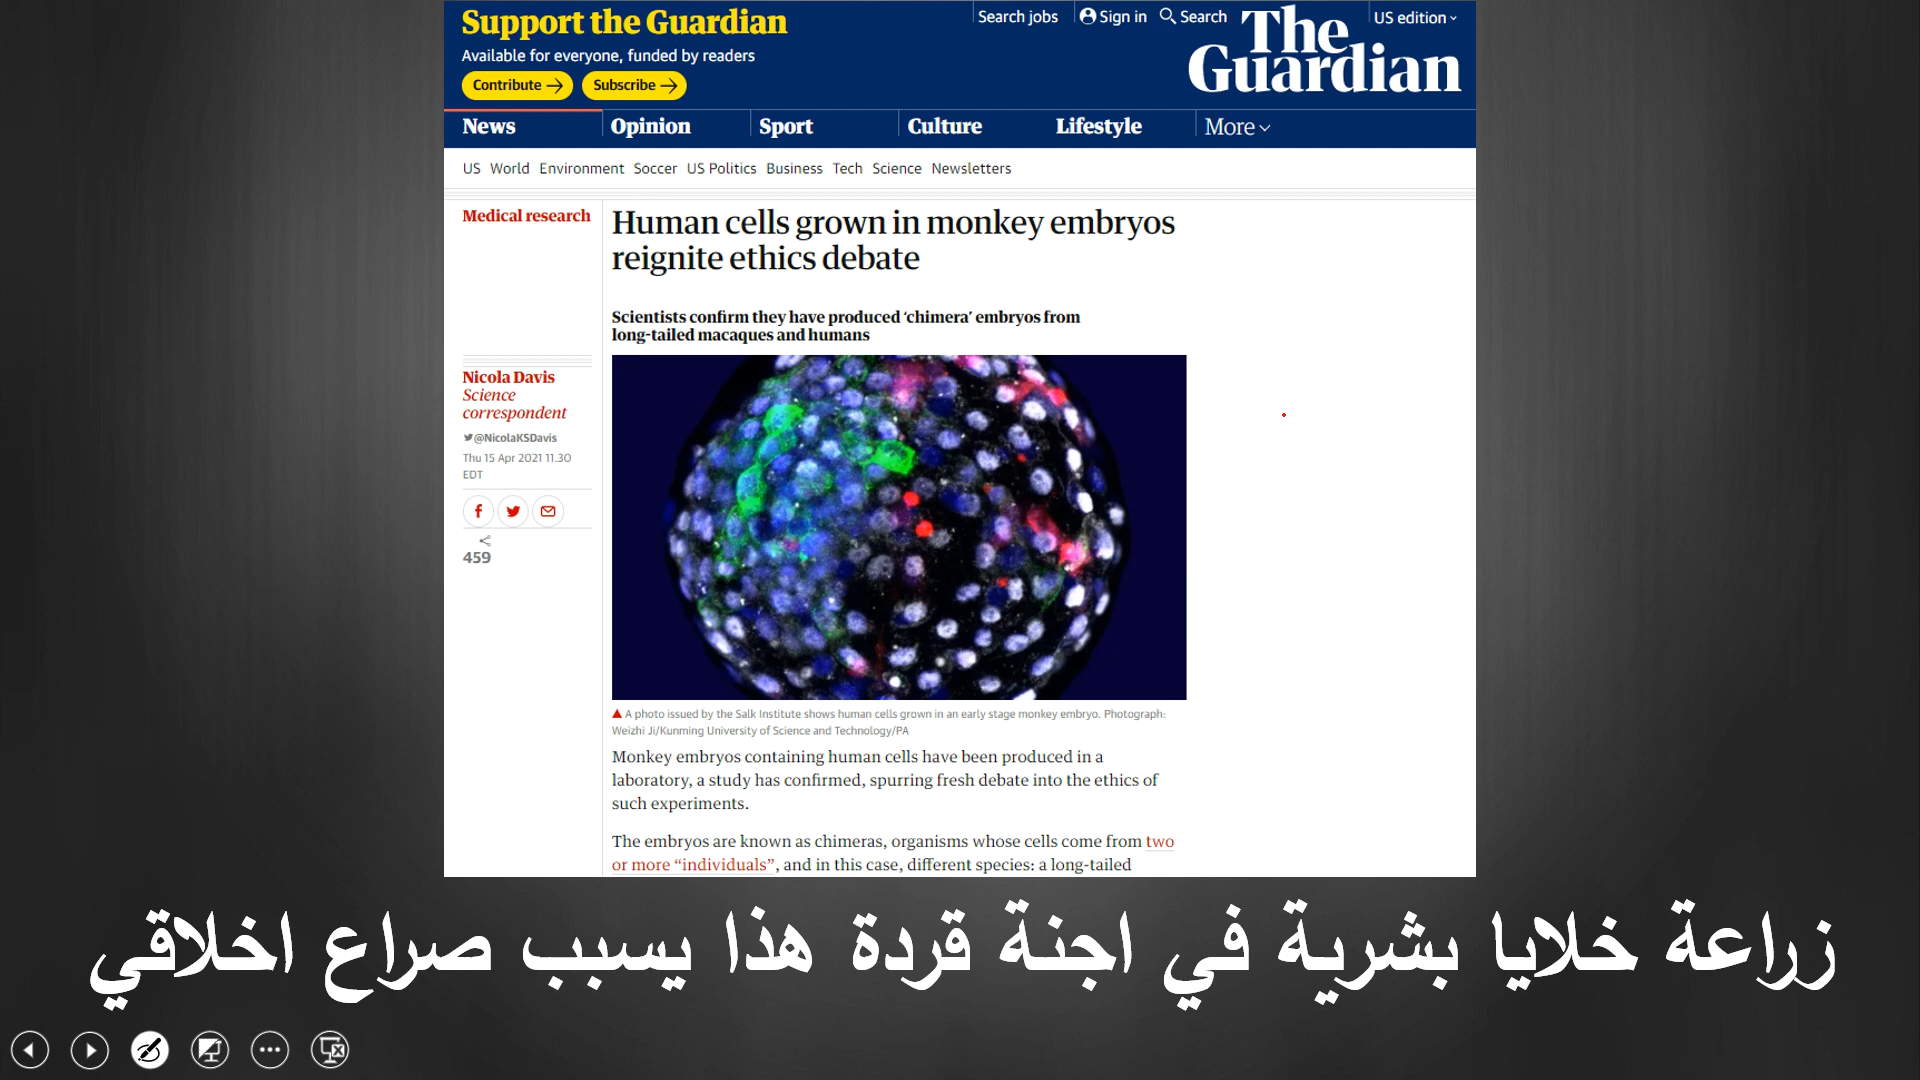 Support the Guardian
Available for everyone, funded by readers
Contribute
Subscribe
Search jobs
Sign in
Search
US edition
The
Guardian
News
Opinion
Sport
Culture
Lifestyle
More
US World Environment Soccer US Politics Business Tech Science Newsletters
Medical research
Human cells grown in monkey embryos
reignite ethics debate
Scientists confirm they have produced ‘chimera’ embryos from
long-tailed macaques and humans
Nicola Davis
Science
correspondent
@NicolaKSDavis
Thu 15 Apr 2021 11.30
EDT
459
A photo issued by the Salk Institute shows human cells grown in an early stage monkey embryo. Photograph:
Weizhi Ji/Kunming University of Science and Technology/PA
Monkey embryos containing human cells have been produced in a
laboratory, a study has confirmed, spurring fresh debate into the ethics of
such experiments.
The embryos are known as chimeras, organisms whose cells come from two
or more “individuals”, and in this case, different species: a long-tailed
زراعة خلايا بشرية في اجنة قردة هذا يسبب صراع اخلاقي